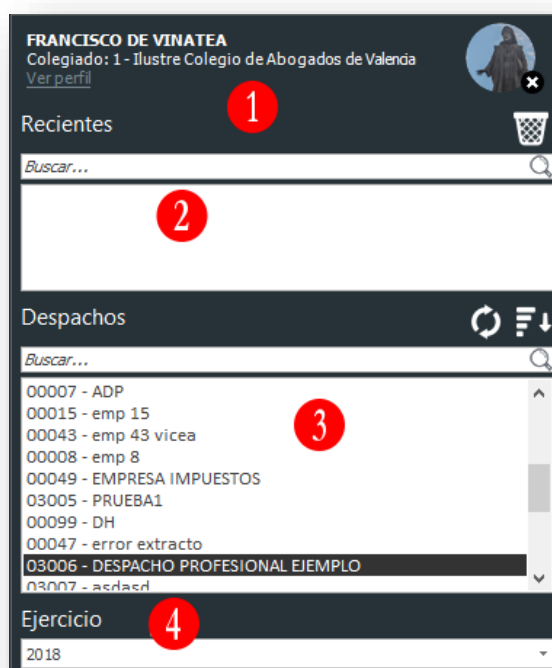 FRANCISCO DE VINATEA
Colegiado: 1 - Ilustre Colegio de Abogados de Valencia
Ver perfil
1
Recientes
Buscar...
2
Despachos
Buscar...
00007 - ADP
00015 - emp 15
00043 - emp 43 vicea
3
00008 - emp 8
00049 - EMPRESA IMPUESTOS
03005 - PRUEBA1
00099 - DH
00047 - error extracto
03006 - DESPACHO PROFESIONAL EJEMPLO
03007 - asdasd
Ejercicio
4
2018